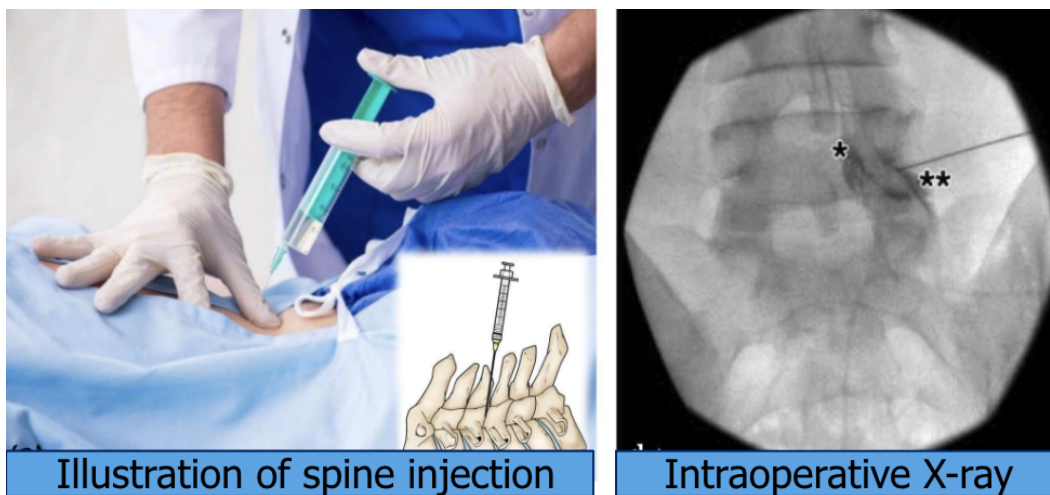 *
**
Illustration of spine injection
Intraoperative X-ray